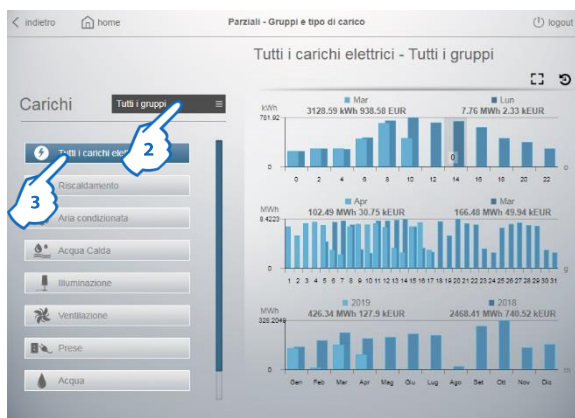 indietro home Parziali - Gruppi e tipo di carico logout
Tutti i carichi elettrici - Tutti i gruppi
Carichi Tutti i gruppi
2
Tutti i carichi elet
3
Riscaldamento
Aria condizionata
Acqua Calda
Illuminazione
Ventilazione
Prese
Acqua
Mar Lun
kWh 3128.59 kWh 938.58 EUR 7.76 MWh 2.33 kEUR
781.92
0
0
0 2 4 6 8 10 12 14 16 18 20 22
g
Apr Mar
MWh 102.49 MWh 30.75 kEUR 166.48 MWh 49.94 kEUR
8.4223
0
1 2 3 4 5 6 7 8 9 10 11 12 13 14 15 16 17 18 19 20 21 22 23 24 25 26 27 28 29 30 31
g
2019 2018
MWh 426.34 MWh 127.9 kEUR 2468.41 MWh 740.52 kEUR
328.2048
0
Gen Feb Mar Apr Mag Giu Lug Ago Set Ott Nov Dic
m